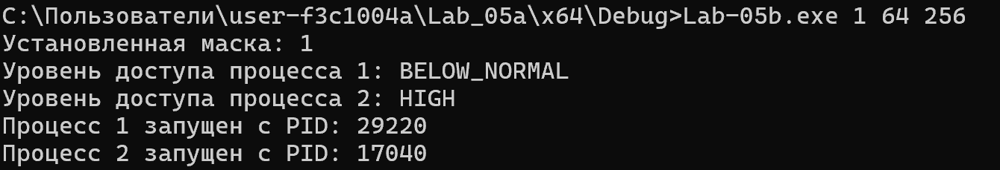 C:\Пользователи\user-f3c1004a\Lab_05a\x64\Debug>Lab-05b.exe 1 64 256
Установленная маска: 1
Уровень доступа процесса 1: BELOW_NORMAL
Уровень доступа процесса 2: HIGH
Процесс 1 запущен с PID: 29220
Процесс 2 запущен с PID: 17040